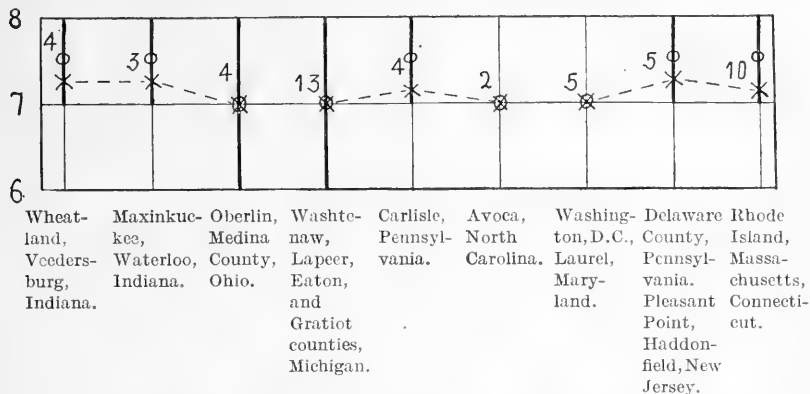 8
4
3
4
13
4
2
5
5
10
7
6
Wheat-
land,
Veeders-
burg,
Indiana.
Maxinkuc-
kee,
Waterloo,
Indiana.
Oberlin,
Medina
County,
Ohio.
Washte-
naw,
Lapeer,
Eaton,
and
Gratiot
counties,
Michigan.
Carlisle,
Pennsyl-
vania.
Avoca,
North
Carolina.
Washing-
ton, D.C.,
Laurel,
Mary-
land.
Delaware
County,
Pennsyl-
vania.
Pleasant
Point,
Haddon-
field, New
Jersey.
Rhode
Island,
Massa-
chusetts,
Connecti-
cut.